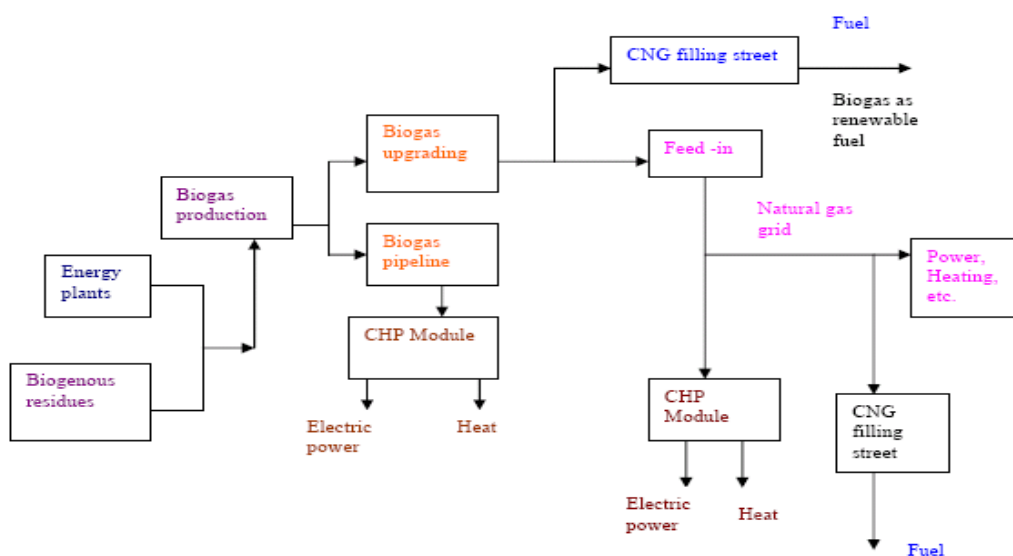 Fuel
CNG filling street
Biogas as
renewable
fuel
Biogas
upgrading
Feed -in
Biogas
production
Natural gas
grid
Biogas
pipeline
Power,
Heating,
etc.
Energy
plants
CHP Module
Biogenous
residues
CHP
Module
CNG
filling
street
Electric
power
Heat
Electric
power
Heat
Fuel